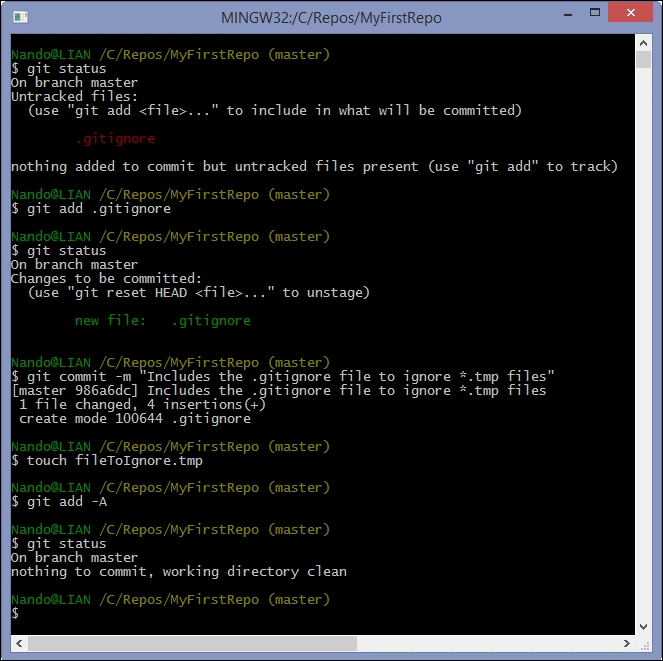 MINGW32:/C/Repos/MyFirstRepo
Nando@LIAN /C/Repos/MyFirstRepo (master)
$ git status
On branch master
Untracked files:
  (use "git add <file>..." to include in what will be committed)
        .gitignore
nothing added to commit but untracked files present (use "git add" to track)
Nando@LIAN /C/Repos/MyFirstRepo (master)
$ git add .gitignore
Nando@LIAN /C/Repos/MyFirstRepo (master)
$ git status
On branch master
Changes to be committed:
  (use "git reset HEAD <file>..." to unstage)
        new file:   .gitignore
Nando@LIAN /C/Repos/MyFirstRepo (master)
$ git commit -m "Includes the .gitignore file to ignore *.tmp files"
[master 986a6dc] Includes the .gitignore file to ignore *.tmp files
 1 file changed, 4 insertions(+)
 create mode 100644 .gitignore
Nando@LIAN /C/Repos/MyFirstRepo (master)
$ touch fileToIgnore.tmp
Nando@LIAN /C/Repos/MyFirstRepo (master)
$ git add -A
Nando@LIAN /C/Repos/MyFirstRepo (master)
$ git status
On branch master
nothing to commit, working directory clean
Nando@LIAN /C/Repos/MyFirstRepo (master)
$